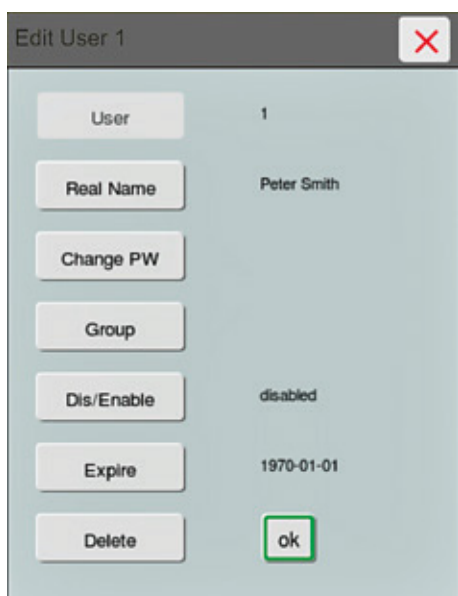 Edit User 1
User 1
Real Name Peter Smith
Change PW
Group
Dis/Enable disabled
Expire 1970-01-01
Delete ok